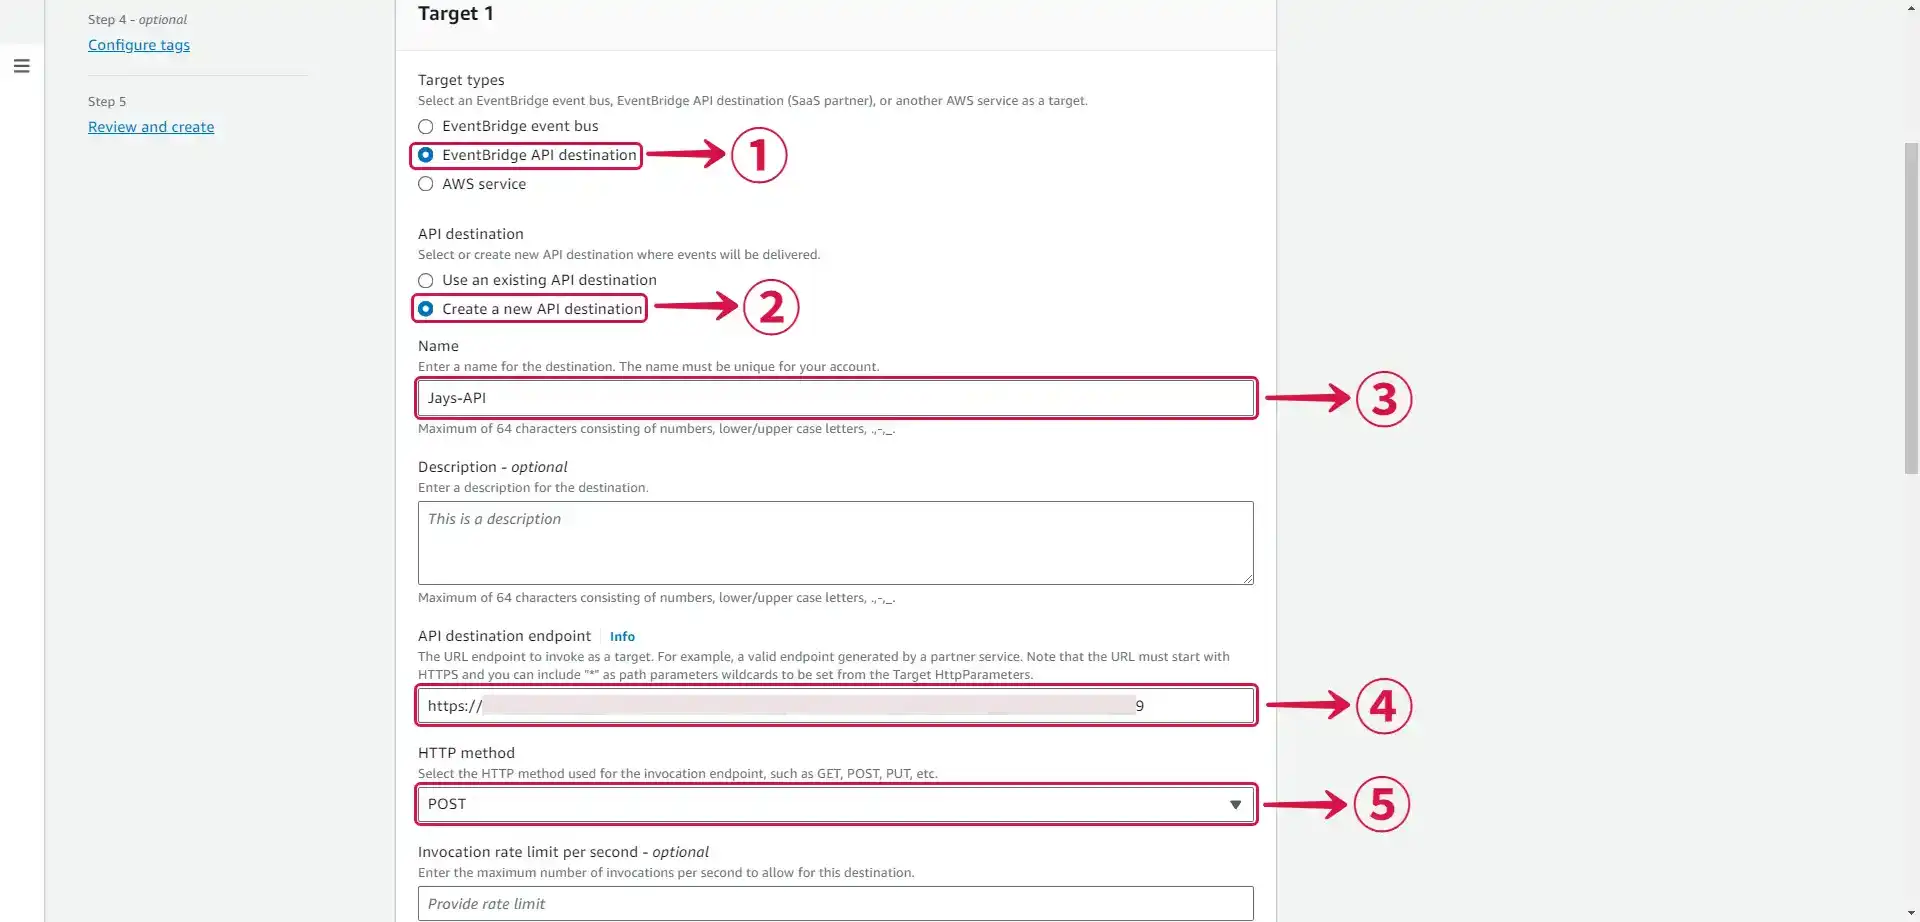 Step 4 - optional
Configure tags
Step 5
Review and create
Target 1
Target types
Select an EventBridge event bus, EventBridge API destination (SaaS partner), or another AWS service as a target.
EventBridge event bus
EventBridge API destination
1
AWS service
API destination
Select or create new API destination where events will be delivered.
Use an existing API destination
Create a new API destination
2
Name
Enter a name for the destination. The name must be unique for your account.
Jays-API
3
Maximum of 64 characters consisting of numbers, lower/upper case letters, .,-,_.
Description - optional
Enter a description for the destination.
This is a description
Maximum of 64 characters consisting of numbers, lower/upper case letters, .,-,_.
API destination endpoint Info
The URL endpoint to invoke as a target. For example, a valid endpoint generated by a partner service. Note that the URL must start with
HTTPS and you can include "*" as path parameters wildcards to be set from the Target HttpParameters.
https:// 9
4
HTTP method
Select the HTTP method used for the invocation endpoint, such as GET, POST, PUT, etc.
POST
5
Invocation rate limit per second - optional
Enter the maximum number of invocations per second to allow for this destination.
Provide rate limit